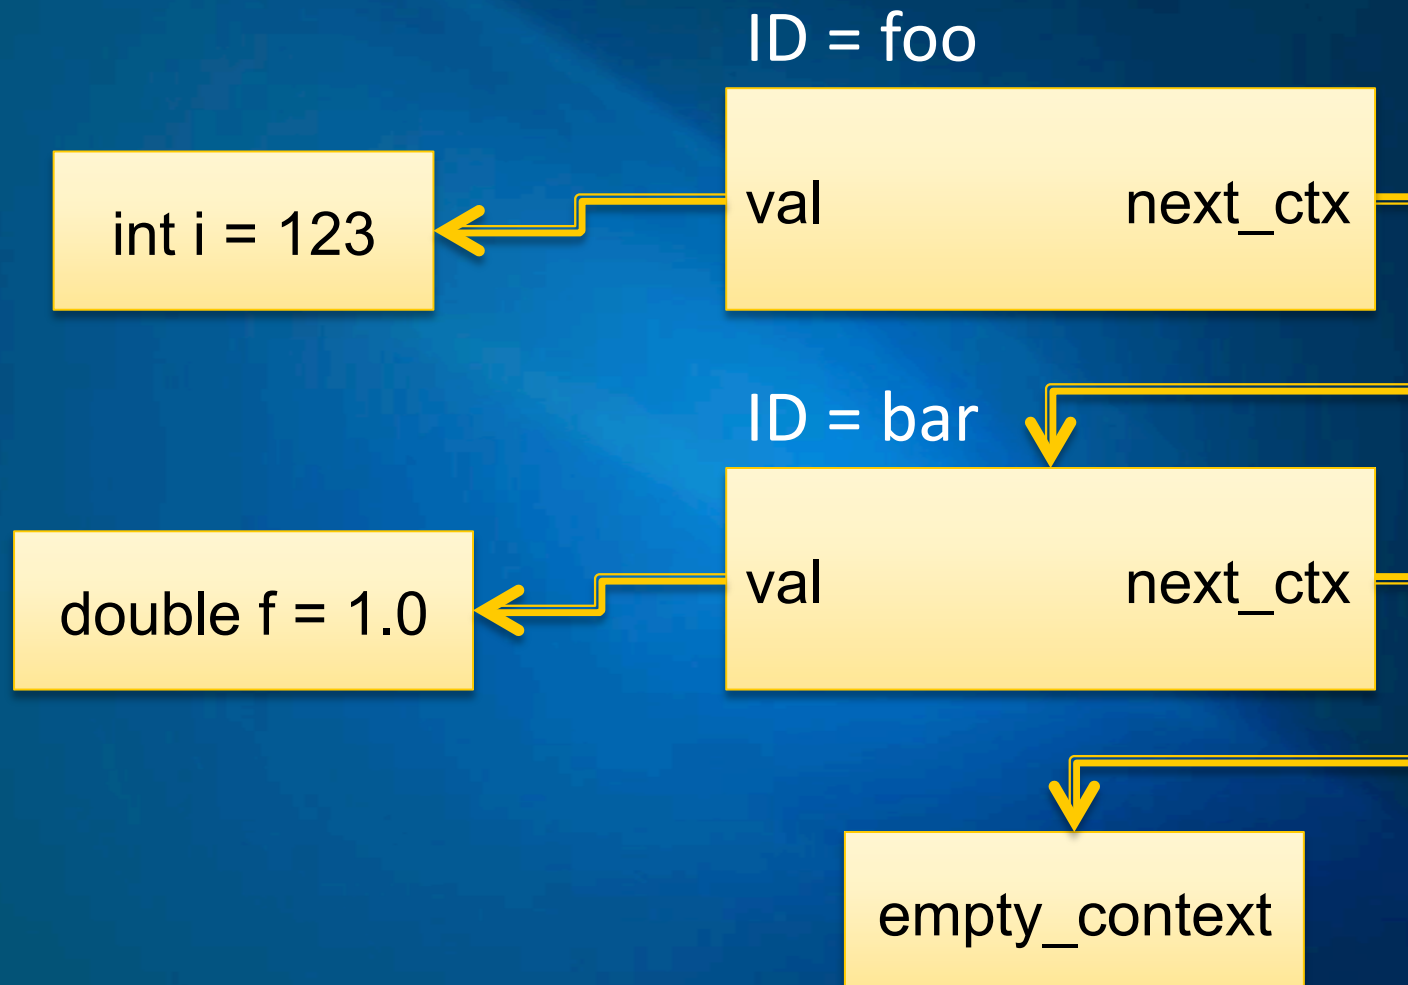 ID = foo
int i = 123
val next_ctx
ID = bar
double f = 1.0
val next_ctx
empty_context